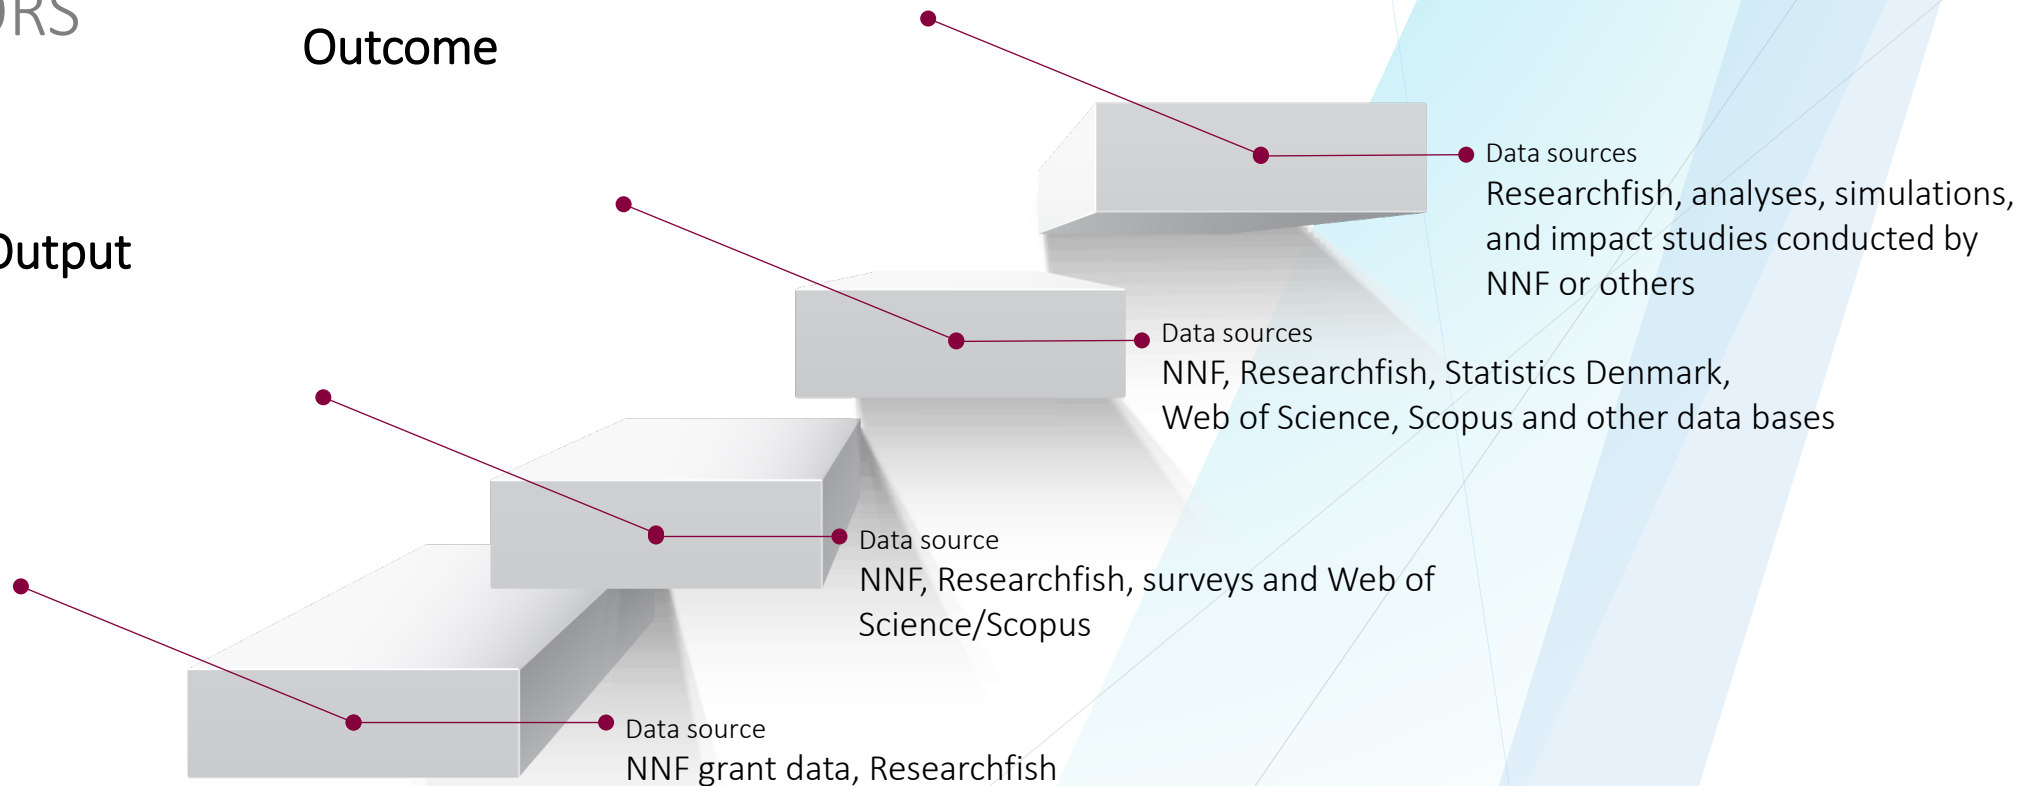 ORS
Outcome
Output
Data sources
Researchfish, analyses, simulations,
and impact studies conducted by
NNF or others
Data sources
NNF, Researchfish, Statistics Denmark,
Web of Science, Scopus and other data bases
Data source
NNF, Researchfish, surveys and Web of
Science/Scopus
Data source
NNF grant data, Researchfish